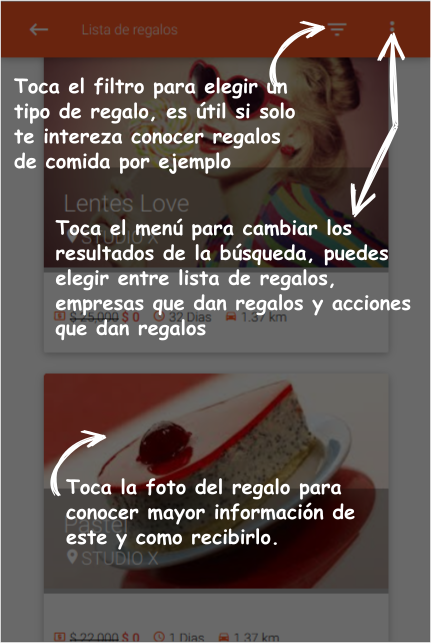 Lista de regalos
Toca el filtro para elegir un
tipo de regalo, es útil si solo
te intereza conocer regalos
de comida por ejemplo
Lentes Love
STUDIO X
Toca el menú para cambiar los
resultados de la búsqueda, puedes
elegir entre lista de regalos,
empresas que dan regalos y acciones
que dan regalos
$ 25,000 $ 0 32 Dias 1.37 km
Toca la foto del regalo para
conocer mayor información de
este y como recibirlo.
Pastel
STUDIO X
$ 22,000 $ 0 1 Dias 1.37 km